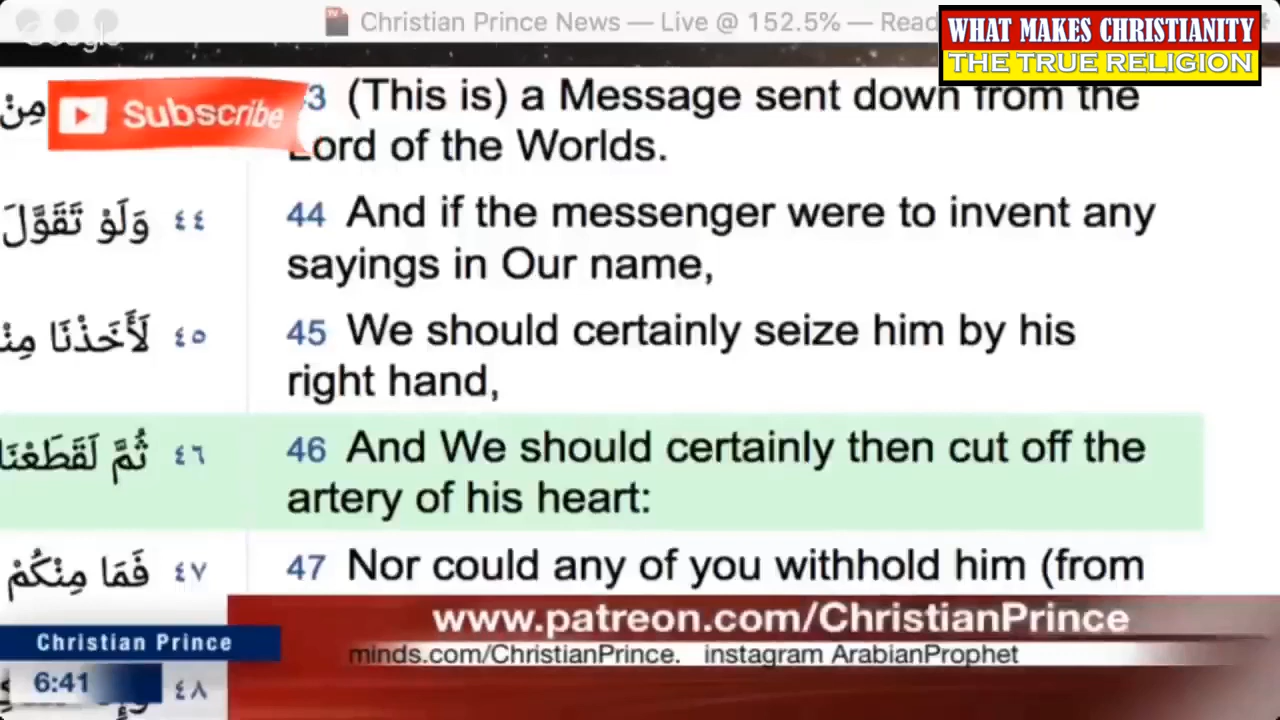 Christian Prince News — Live @ 152.5% — Read
WHAT MAKES CHRISTIANITY
THE TRUE RELIGION
Google
Subscribe
مِنْ
43 (This is) a Message sent down from the
Lord of the Worlds.
٤٤ وَلَوْ تَقَوَّلَ
44 And if the messenger were to invent any
sayings in Our name,
٤٥ لَأَخَذْنَا مِنْ
45 We should certainly seize him by his
right hand,
٤٦ ثُمَّ لَقَطَعْنَا
46 And We should certainly then cut off the
artery of his heart:
٤٧ فَمَا مِنْكُمْ
47 Nor could any of you withhold him (from
www.patreon.com/ChristianPrince
Christian Prince
minds.com/ChristianPrince. instagram ArabianProphet
6:41
٤٨